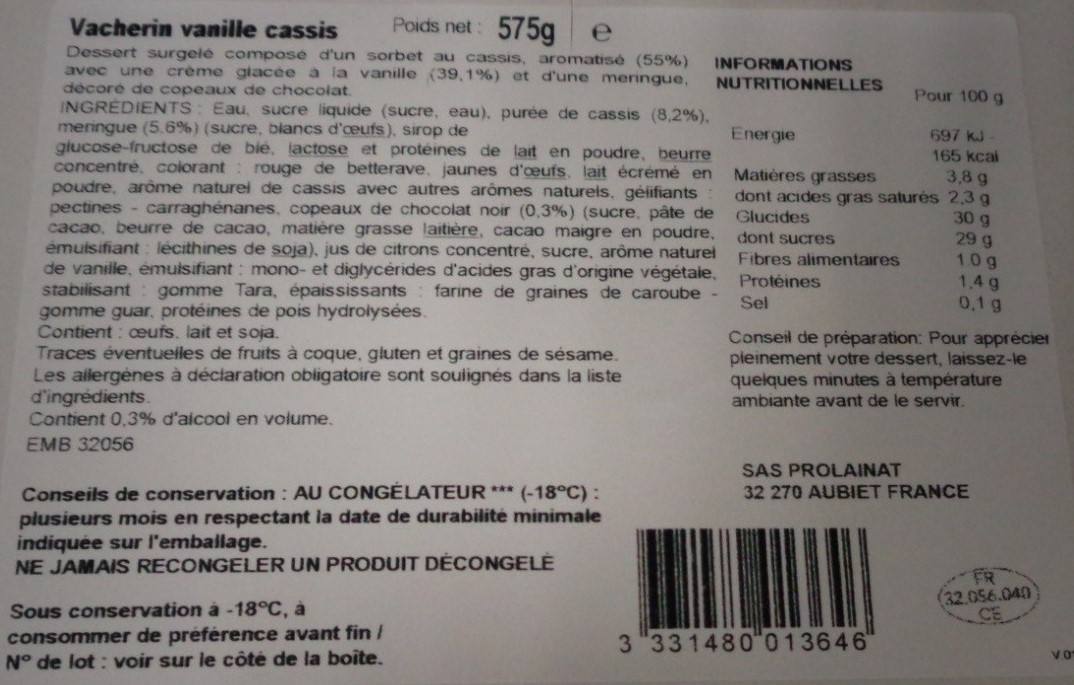 Vacherin vanille cassis Poids net : 575g e
Dessert surgelé composé d'un sorbet au cassis, aromatisé (55%)
avec une crème glacée à la vanille (39,1%) et d'une meringue,
décoré de copeaux de chocolat.
INGRÉDIENTS : Eau, sucre liquide (sucre, eau), purée de cassis (8,2%),
meringue (5.6%) (sucre, blancs d'œufs), sirop de
glucose-fructose de blé, lactose et protéines de lait en poudre, beurre
concentré, colorant : rouge de betterave, jaunes d'œufs, lait écrémé en
poudre, arôme naturel de cassis avec autres arômes naturels, gélifiants :
pectines - carraghénanes, copeaux de chocolat noir (0,3%) (sucre, pâte de
cacao, beurre de cacao, matière grasse laitière, cacao maigre en poudre,
émulsifiant : lécithines de soja), jus de citrons concentré, sucre, arôme naturel
de vanille, émulsifiant : mono- et diglycérides d'acides gras d'origine végétale,
stabilisant : gomme Tara, épaississants : farine de graines de caroube -
gomme guar, protéines de pois hydrolysées.
Contient : œufs, lait et soja.
Traces éventuelles de fruits à coque, gluten et graines de sésame.
Les allergènes à déclaration obligatoire sont soulignés dans la liste
d'ingrédients.
Contient 0,3% d'alcool en volume.
EMB 32056
Conseils de conservation : AU CONGÉLATEUR *** (-18°C) :
plusieurs mois en respectant la date de durabilité minimale
indiquée sur l'emballage.
NE JAMAIS RECONGELER UN PRODUIT DÉCONGELÉ
Sous conservation à -18°C, à
consommer de préférence avant fin /
N° de lot : voir sur le côté de la boîte.
INFORMATIONS
NUTRITIONNELLES
Pour 100 g
Energie 697 kJ -
165 kcal
Matières grasses 3,8 g
dont acides gras saturés 2,3 g
Glucides 30 g
dont sucres 29 g
Fibres alimentaires 1.0 g
Protéines 1,4 g
Sel 0,1 g
Conseil de préparation: Pour apprécier
pleinement votre dessert, laissez-le
quelques minutes à température
ambiante avant de le servir.
SAS PROLAINAT
32 270 AUBIET FRANCE
3 331480 013646
FR
32.056.040
CE